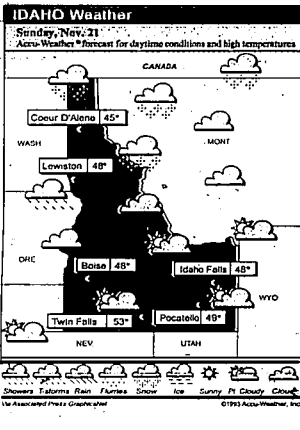 IDAHO Weather
Sunday, Nov. 21
Accu-Weather® forecast for daytime conditions and high temperatures
CANADA
Coeur D'Alene 45°
WASH
MONT
Lewiston 48°
ORE
Boise 48°
Idaho Falls 48°
WYO
Twin Falls 53°
Pocatello 49°
NEV
UTAH
Showers T-storms Rain Flurries Snow Ice Sunny Pt Cloudy Cloudy
Via Associated Press GraphicsNet
©1993 Accu-Weather, Inc